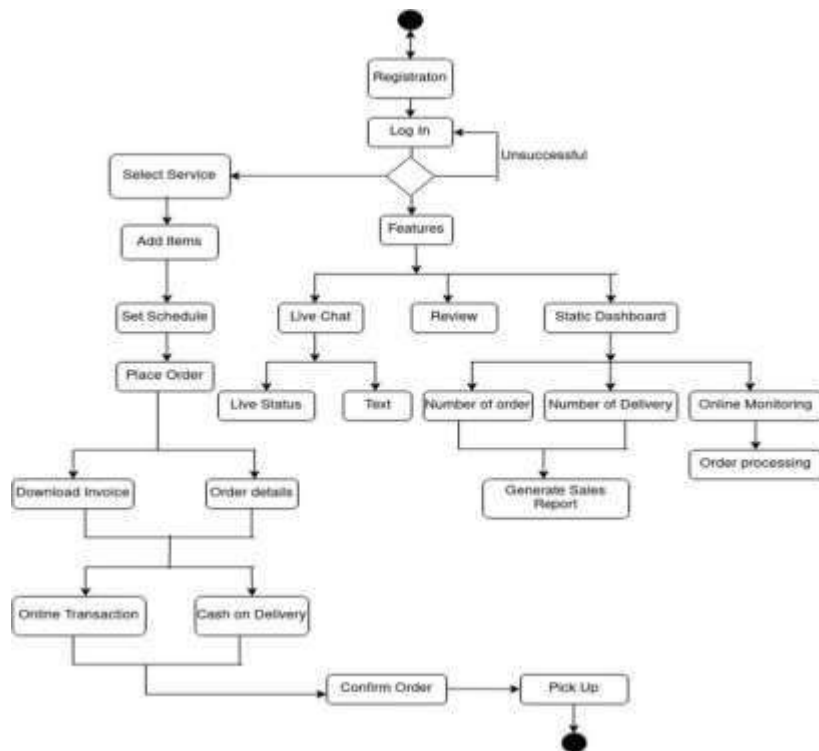 Registraton
Log In
Unsuccessful
Select Service
Features
Add Items
Set Schedule
Live Chat
Review
Static Dashboard
Place Order
Live Status
Text
Number of order
Number of Delivery
Online Monitoring
Order processing
Download Invoice
Order details
Generate Sales
Report
Online Transaction
Cash on Delivery
Confirm Order
Pick Up